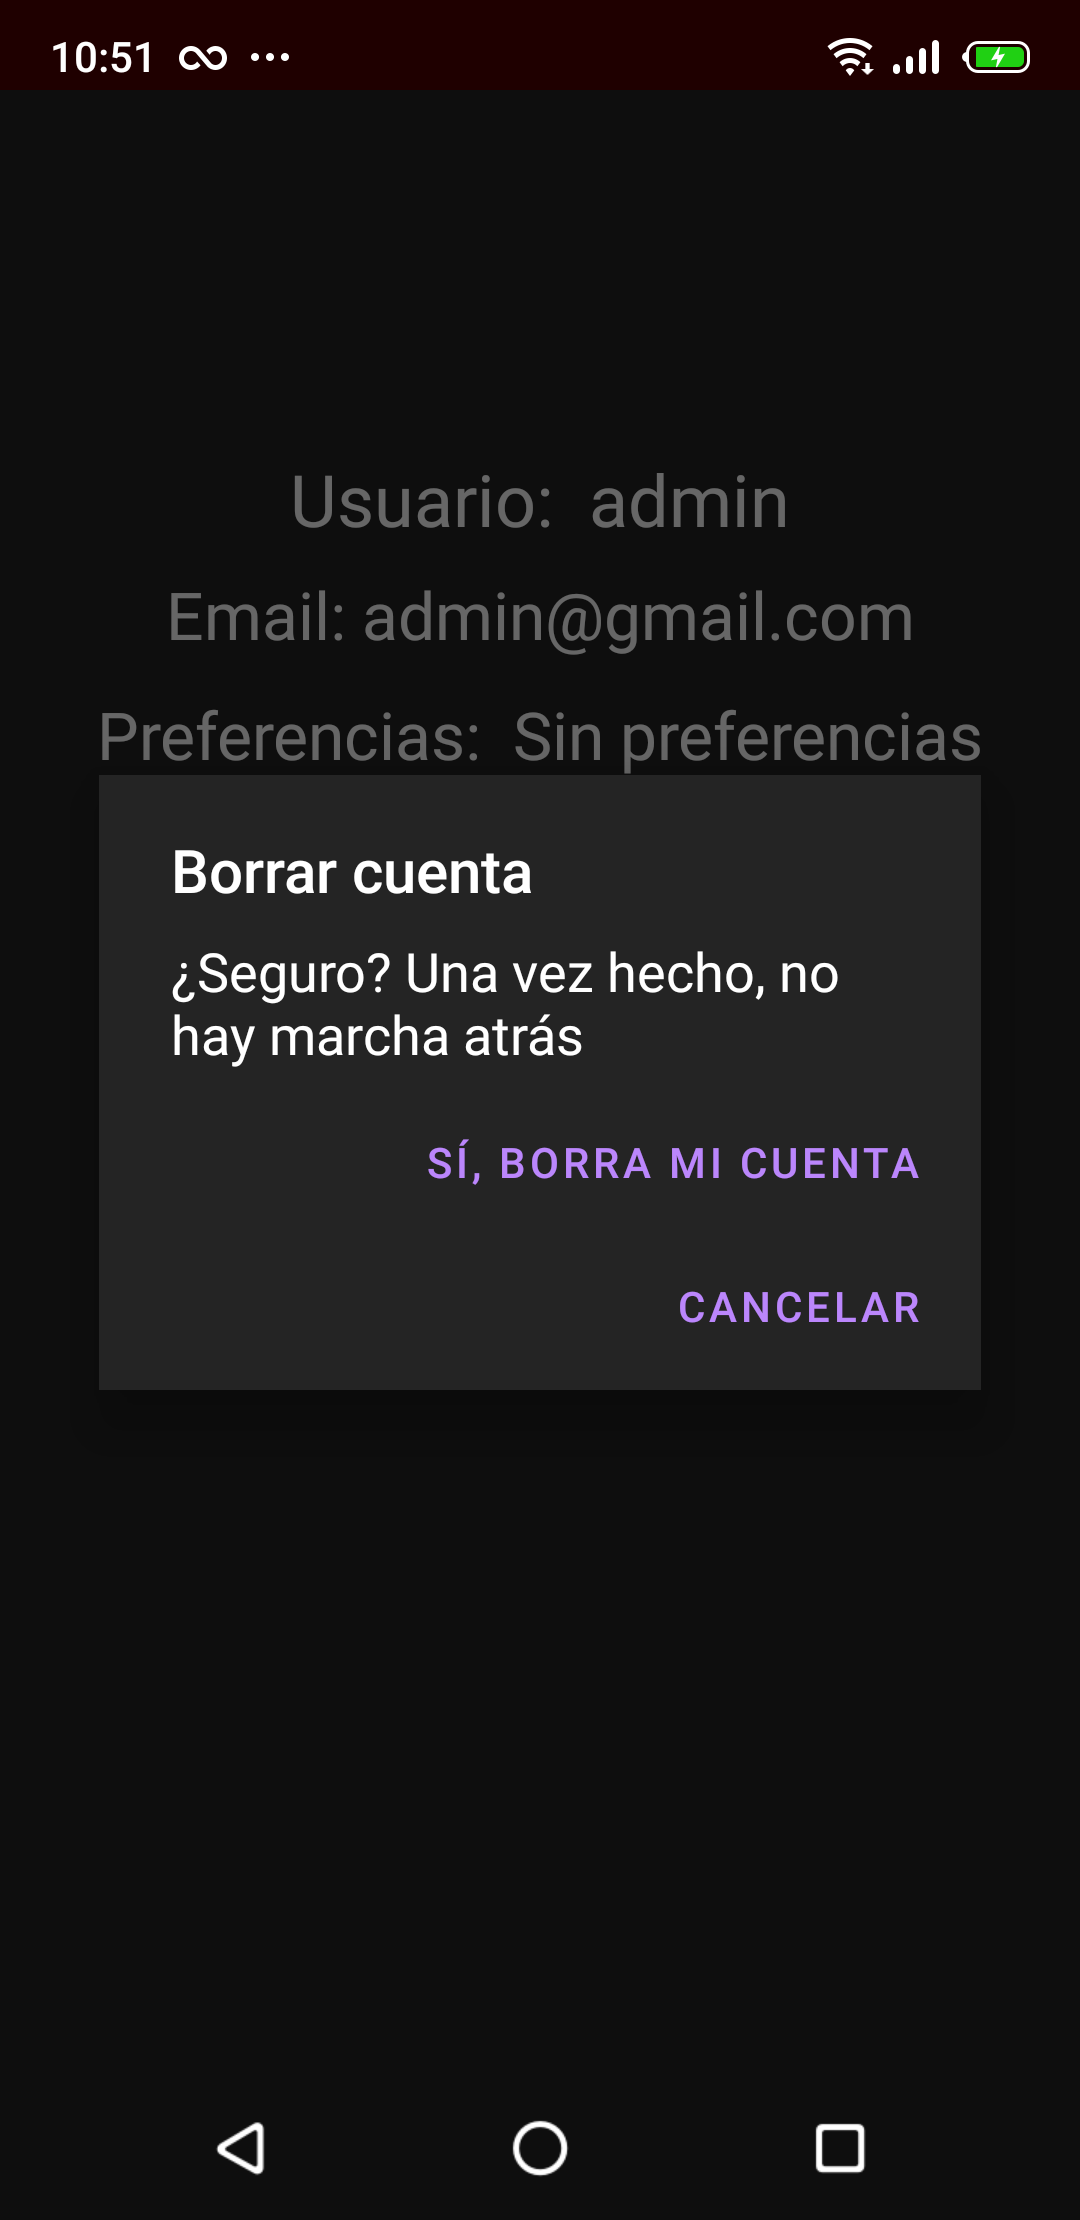 10:51
Usuario: admin
Email: admin@gmail.com
Preferencias: Sin preferencias
Borrar cuenta
¿Seguro? Una vez hecho, no
hay marcha atrás
SÍ, BORRA MI CUENTA
CANCELAR